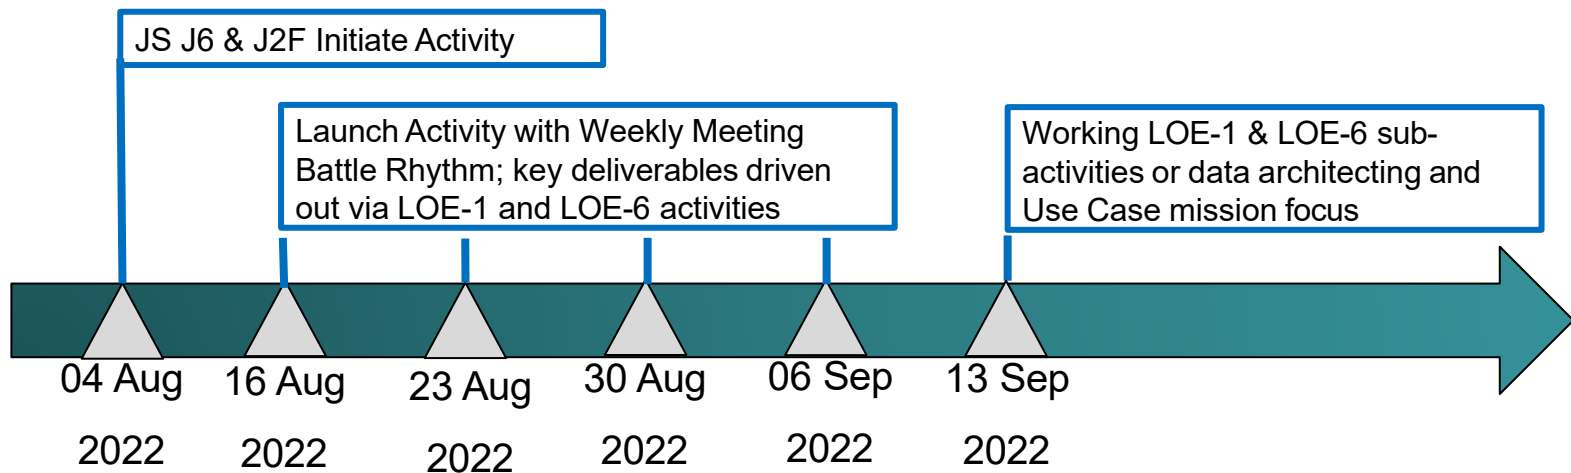 JS J6 & J2F Initiate Activity
Launch Activity with Weekly Meeting
Battle Rhythm; key deliverables driven
out via LOE-1 and LOE-6 activities
Working LOE-1 & LOE-6 sub-
activities or data architecting and
Use Case mission focus
04 Aug
2022
16 Aug
2022
23 Aug
2022
30 Aug
2022
06 Sep
2022
13 Sep
2022